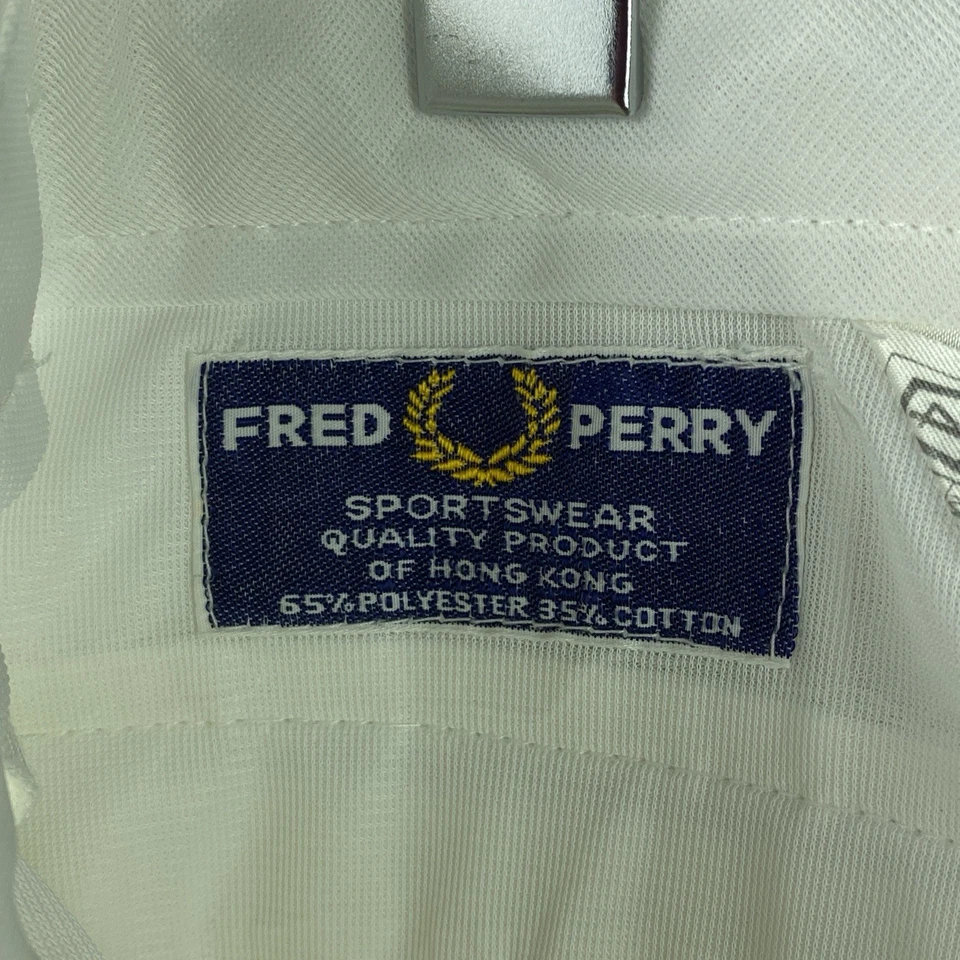 FRED PERRY
SPORTSWEAR
QUALITY PRODUCT
OF HONG KONG
65% POLYESTER 35% COTTON